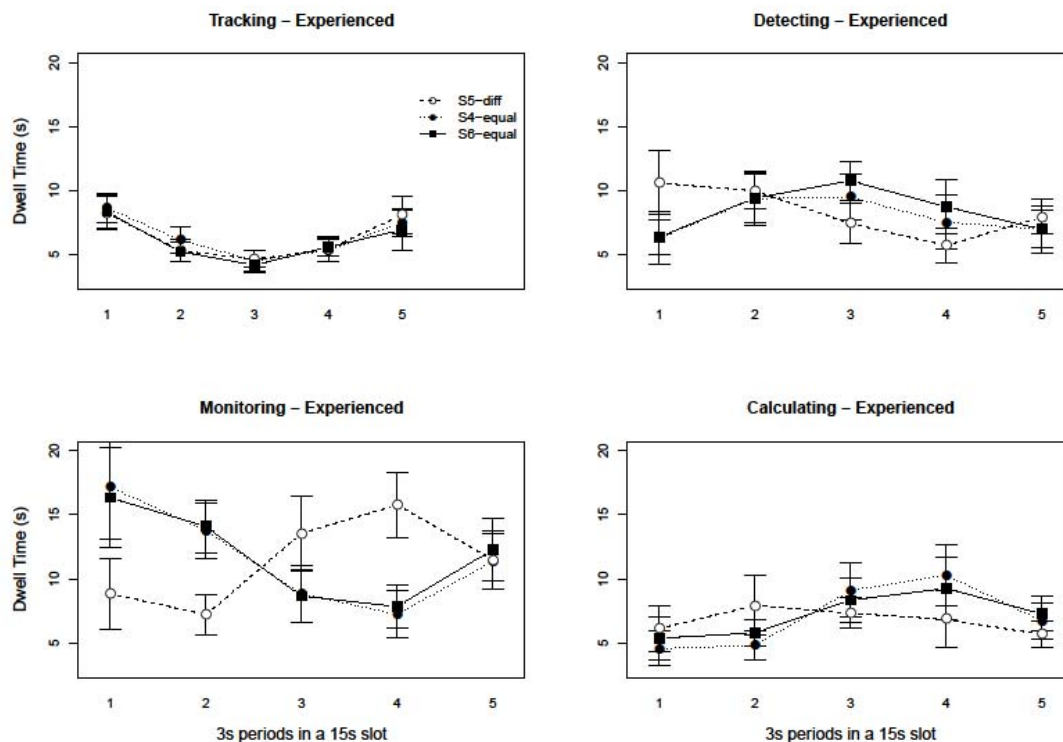 Tracking – Experienced
Detecting – Experienced
Dwell Time (s)
20
15
10
5
S5−diff
S4−equal
S6−equal
1 2 3 4 5
20
15
10
5
1 2 3 4 5
Monitoring – Experienced
Calculating – Experienced
Dwell Time (s)
20
15
10
5
1 2 3 4 5
3s periods in a 15s slot
20
15
10
5
1 2 3 4 5
3s periods in a 15s slot